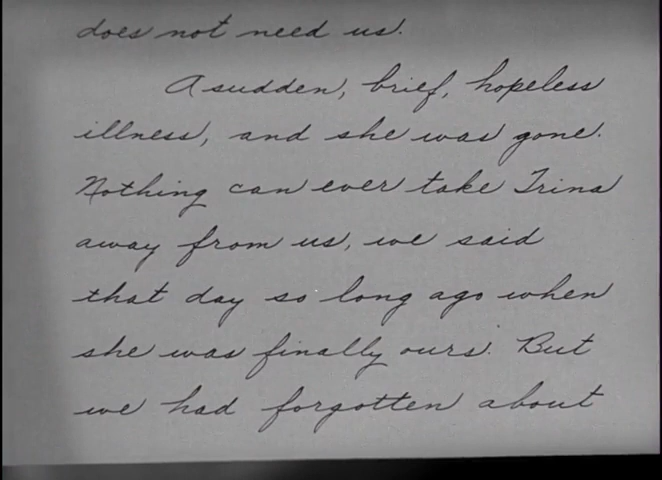 does not need us.
A sudden, brief, hopeless
illness, and she was gone.
Nothing can ever take Trina
away from us, we said
that day so long ago when
she was finally ours. But
we had forgotten about